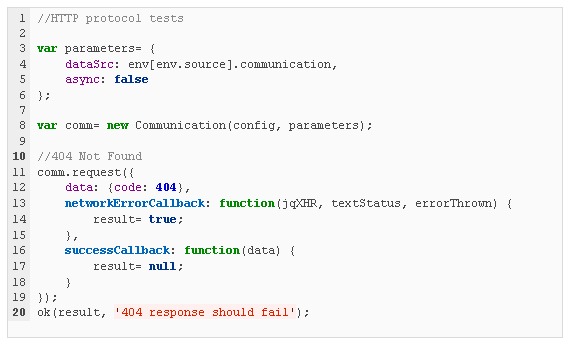 1 //HTTP protocol tests
2
3 var parameters= {
4     dataSrc: env[env.source].communication,
5     async: false
6 };
7
8 var comm= new Communication(config, parameters);
9
10 //404 Not Found
11 comm.request({
12     data: {code: 404},
13     networkErrorCallback: function(jqXHR, textStatus, errorThrown) {
14         result= true;
15     },
16     successCallback: function(data) {
17         result= null;
18     }
19 });
20 ok(result, '404 response should fail');